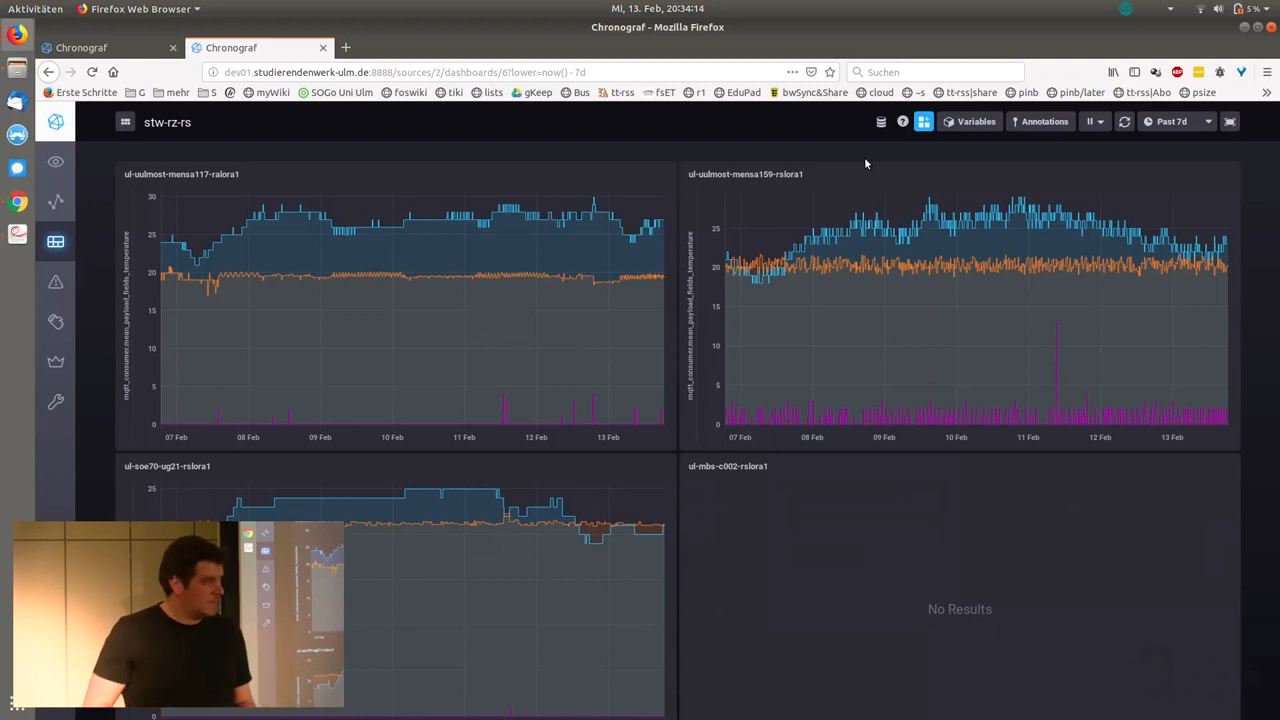 Aktivitäten
Firefox Web Browser
Mi, 13. Feb, 20:34:14
5 %
Chronograf - Mozilla Firefox
Chronograf
Chronograf
dev01.studierendenwerk-ulm.de:8888/sources/2/dashboards/6?lower=now() - 7d
Suchen
Erste Schritte
G
mehr
S
myWiki
SOGo Uni Ulm
foswiki
tiki
lists
gKeep
Bus
tt-rss
fsET
r1
EduPad
bwSync&Share
cloud
~s
tt-rss|share
pinb
pinb/later
tt-rss|Abo
psize
stw-rz-rs
Variables
Annotations
Past 7d
ul-uulmost-mensa117-ralora1
mqtt_consumer.mean_payload_fields_temperature
30
25
20
15
10
5
0
07 Feb
08 Feb
09 Feb
10 Feb
11 Feb
12 Feb
13 Feb
ul-uulmost-mensa159-rslora1
mqtt_consumer.mean_payload_fields_temperature
25
20
15
10
5
0
07 Feb
08 Feb
09 Feb
10 Feb
11 Feb
12 Feb
13 Feb
ul-soe70-ug21-rslora1
25
0
ul-mbs-c002-rslora1
No Results